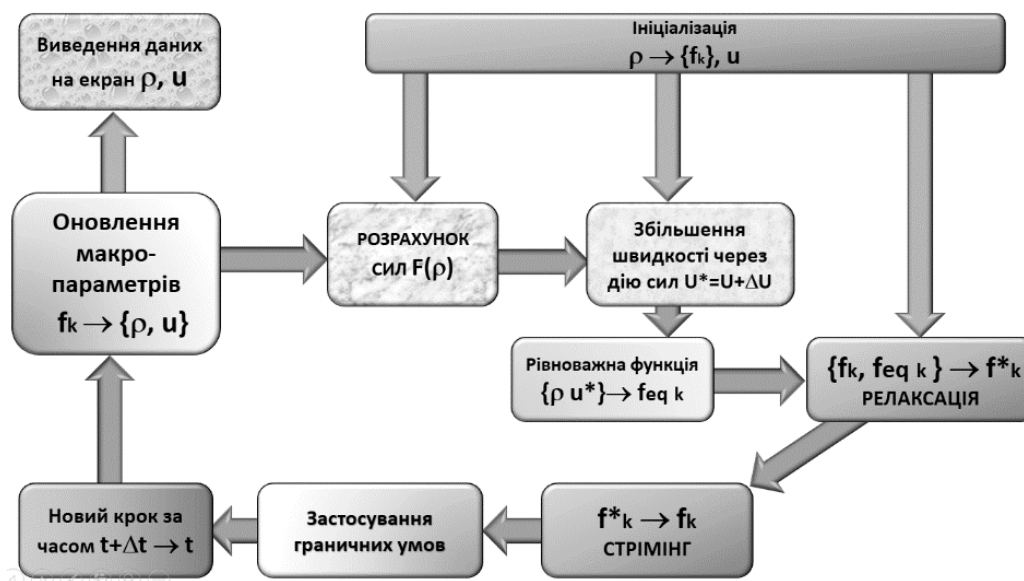 Виведення даних
на екран ρ, u
Ініціалізація
ρ → {fk}, u
Оновлення
макро-
параметрів
fk → {ρ, u}
РОЗРАХУНОК
сил F(ρ)
Збільшення
швидкості через
дію сил U*=U+ΔU
Рівноважна функція
{ρ u*}→ feq k
{fk, feq k } → f*k
РЕЛАКСАЦІЯ
f*k → fk
СТРІМІНГ
Застосування
граничних умов
Новий крок за
часом t+Δt → t